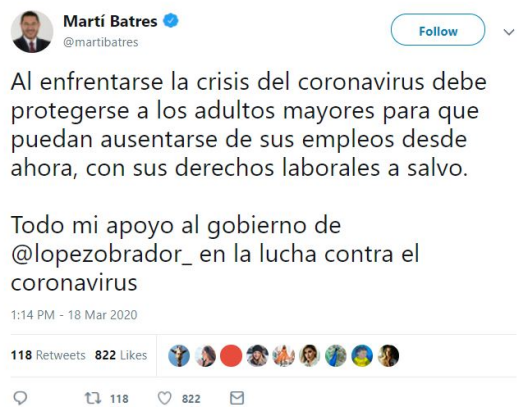 Martí Batres
@martibatres
Follow
Al enfrentarse la crisis del coronavirus debe
protegerse a los adultos mayores para que
puedan ausentarse de sus empleos desde
ahora, con sus derechos laborales a salvo.
Todo mi apoyo al gobierno de
@lopezobrador_ en la lucha contra el
coronavirus
1:14 PM - 18 Mar 2020
118 Retweets 822 Likes
118 822